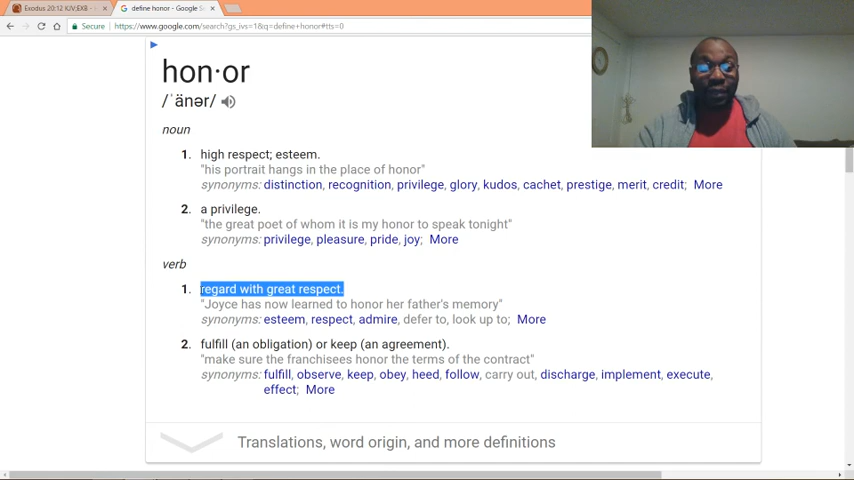 Exodus 20:12 KJV;EXB -
define honor - Google S
Secure
https://www.google.com/search?gs_ivs=1&q=define+honor#tts=0
hon·or
/ˈänər/
noun
1. high respect; esteem.
"his portrait hangs in the place of honor"
synonyms: distinction, recognition, privilege, glory, kudos, cachet, prestige, merit, credit; More
2. a privilege.
"the great poet of whom it is my honor to speak tonight"
synonyms: privilege, pleasure, pride, joy; More
verb
1. regard with great respect.
"Joyce has now learned to honor her father's memory"
synonyms: esteem, respect, admire, defer to, look up to; More
2. fulfill (an obligation) or keep (an agreement).
"make sure the franchisees honor the terms of the contract"
synonyms: fulfill, observe, keep, obey, heed, follow, carry out, discharge, implement, execute,
effect; More
Translations, word origin, and more definitions